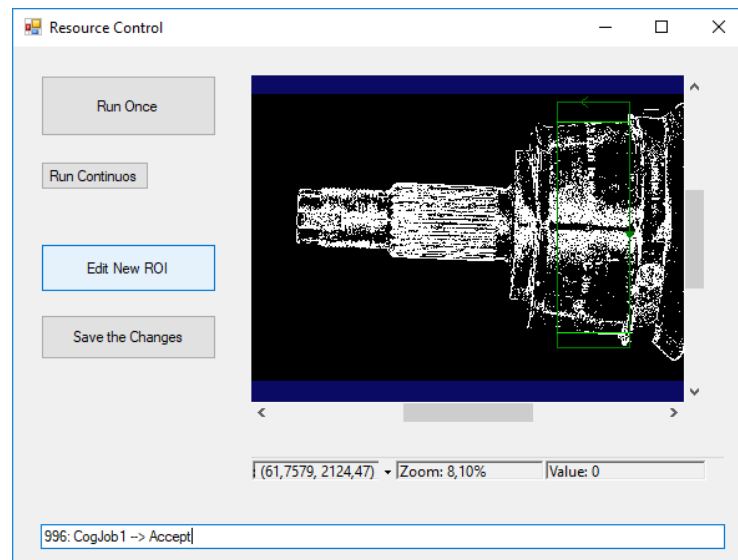 Resource Control
Run Once
Run Continuos
Edit New ROI
Save the Changes
(61,7579, 2124,47)
Zoom: 8,10%
Value: 0
996: CogJob1 --> Accept